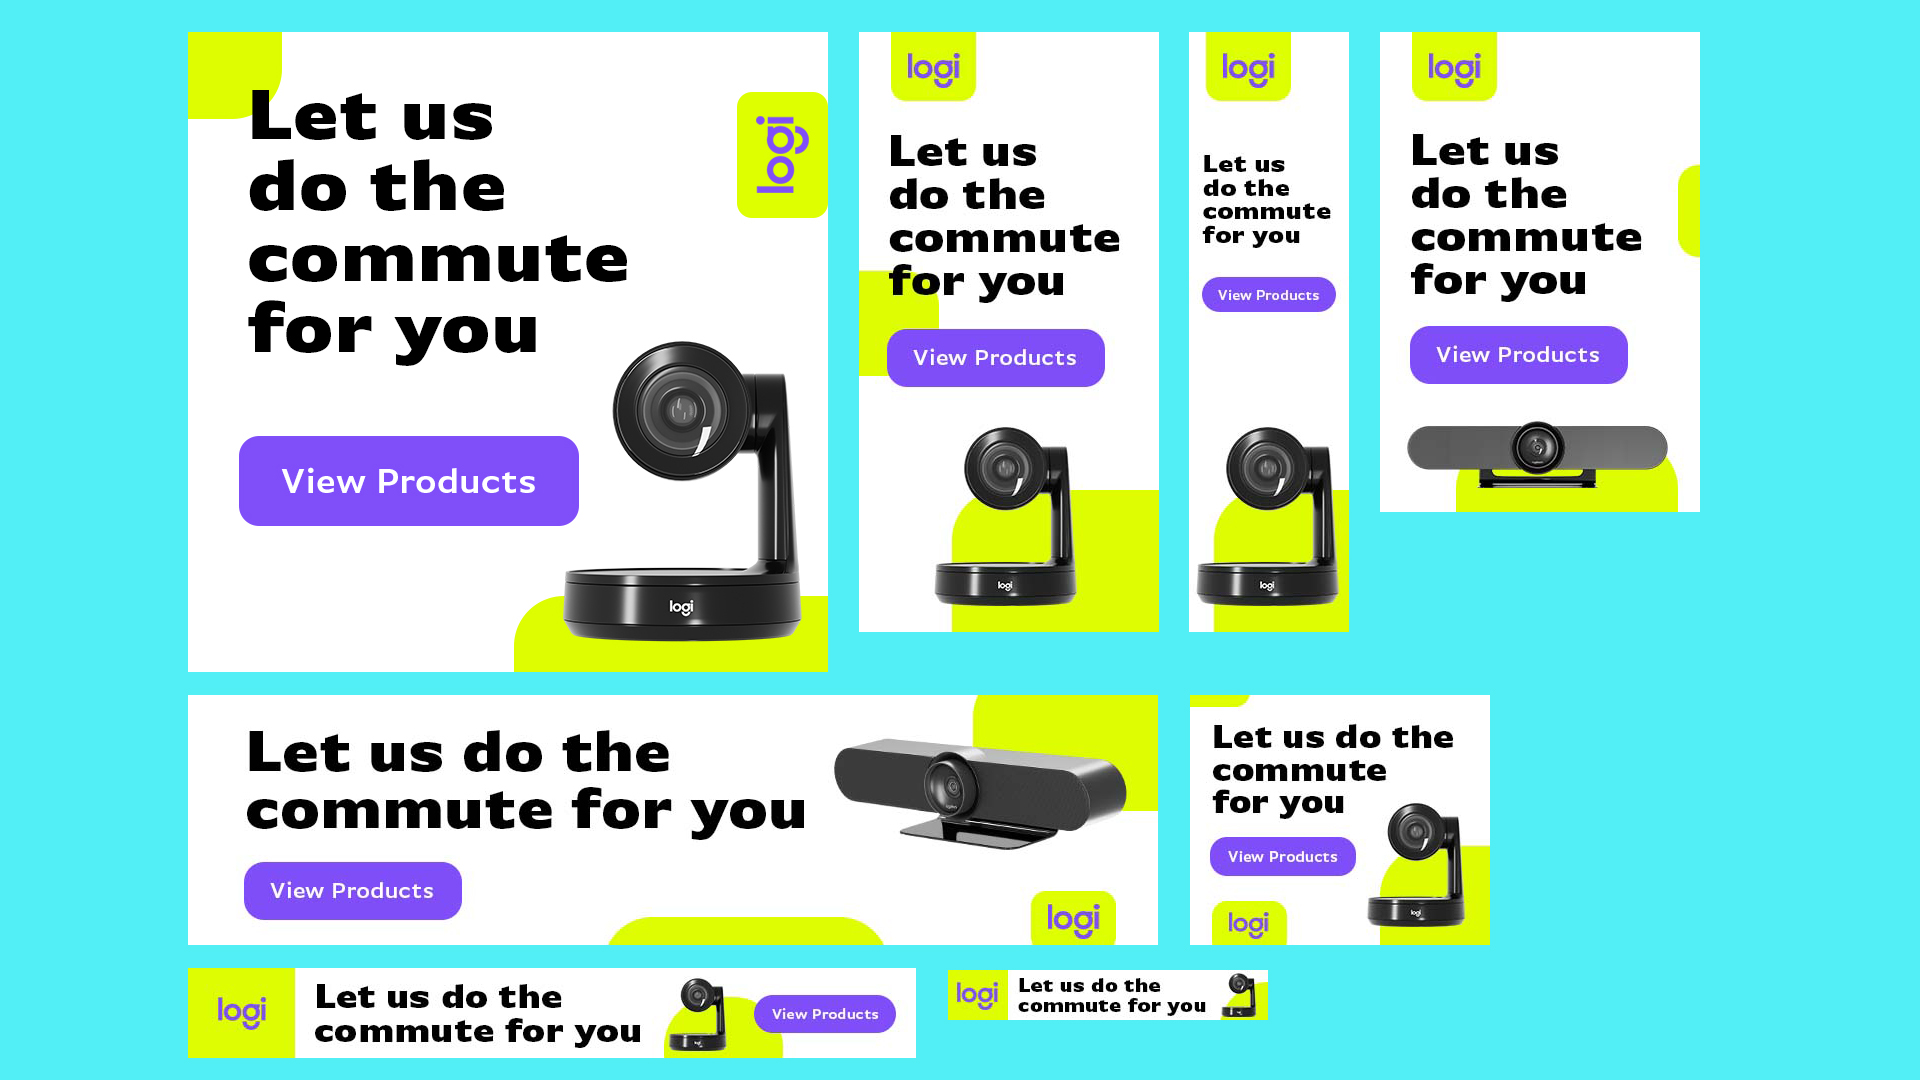 Let us
do the
commute
for you
logi
View Products
logi
logi
Let us
do the
commute
for you
View Products
logi
logi
Let us
do the
commute
for you
View Products
logi
logi
Let us
do the
commute
for you
View Products
Let us do the
commute for you
View Products
logi
Let us do the
commute
for you
View Products
logi
logi
logi
Let us do the
commute for you
logi
View Products
logi
Let us do the
commute for you